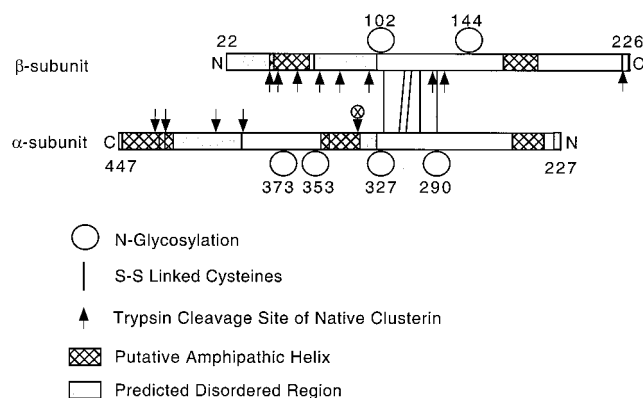 102 144
22 226
β-subunit N C
α-subunit C N
447 227
373 353 327 290
N-Glycosylation
S-S Linked Cysteines
Trypsin Cleavage Site of Native Clusterin
Putative Amphipathic Helix
Predicted Disordered Region